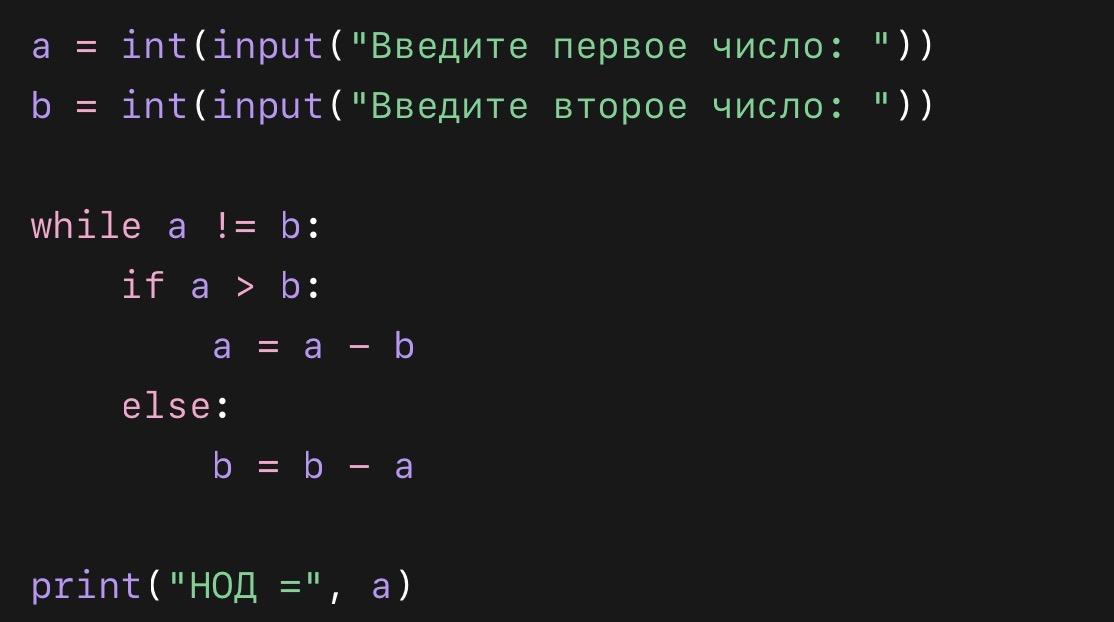 a = int(input("Введите первое число: "))
b = int(input("Введите второе число: "))
while a != b:
    if a > b:
        a = a - b
    else:
        b = b - a
print("НОД =", a)